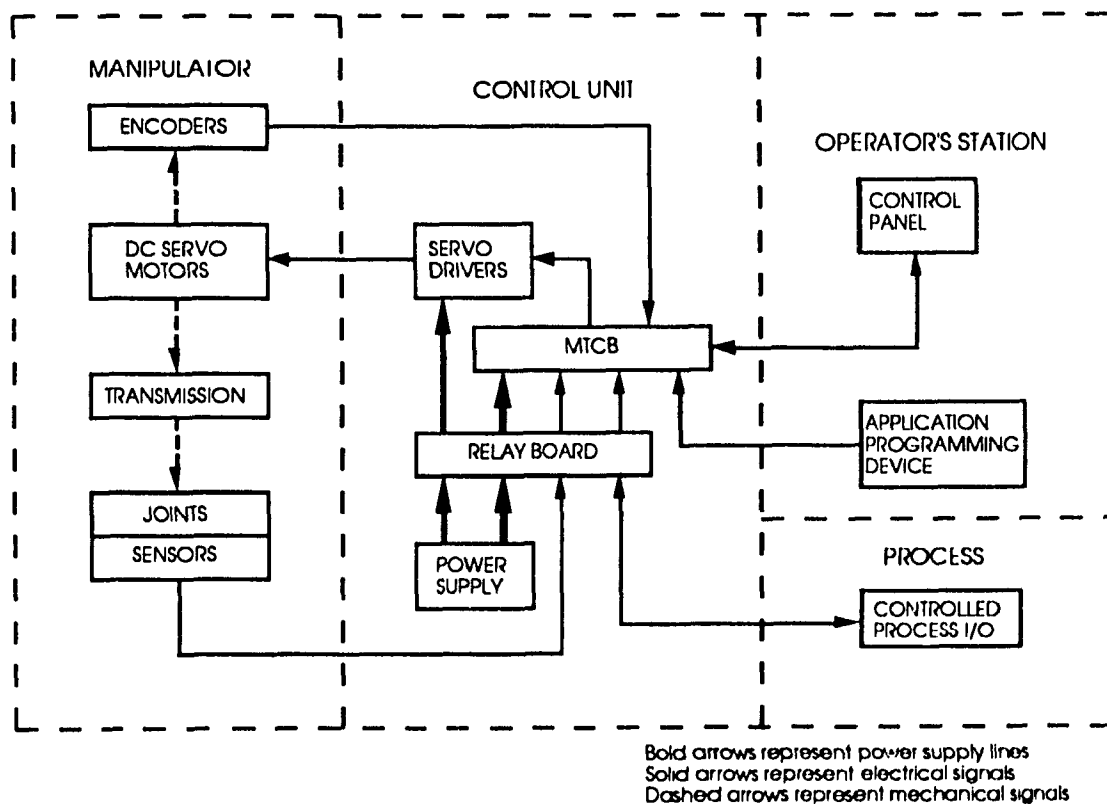 MANIPULATOR
ENCODERS
DC SERVO
MOTORS
TRANSMISSION
JOINTS
SENSORS
CONTROL UNIT
SERVO
DRIVERS
MTCB
RELAY BOARD
POWER
SUPPLY
OPERATOR'S STATION
CONTROL
PANEL
APPLICATION
PROGRAMMING
DEVICE
PROCESS
CONTROLLED
PROCESS I/O
Bold arrows represent power supply lines
Solid arrows represent electrical signals
Dashed arrows represent mechanical signals